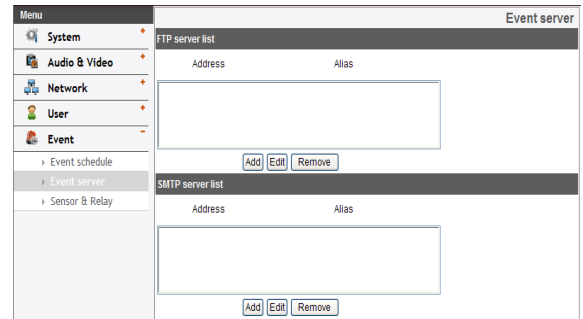 Menu
Event server
System +
Audio & Video +
Network +
User +
Event -
Event schedule
Event server
Sensor & Relay
FTP server list
Address Alias
Add Edit Remove
SMTP server list
Address Alias
Add Edit Remove